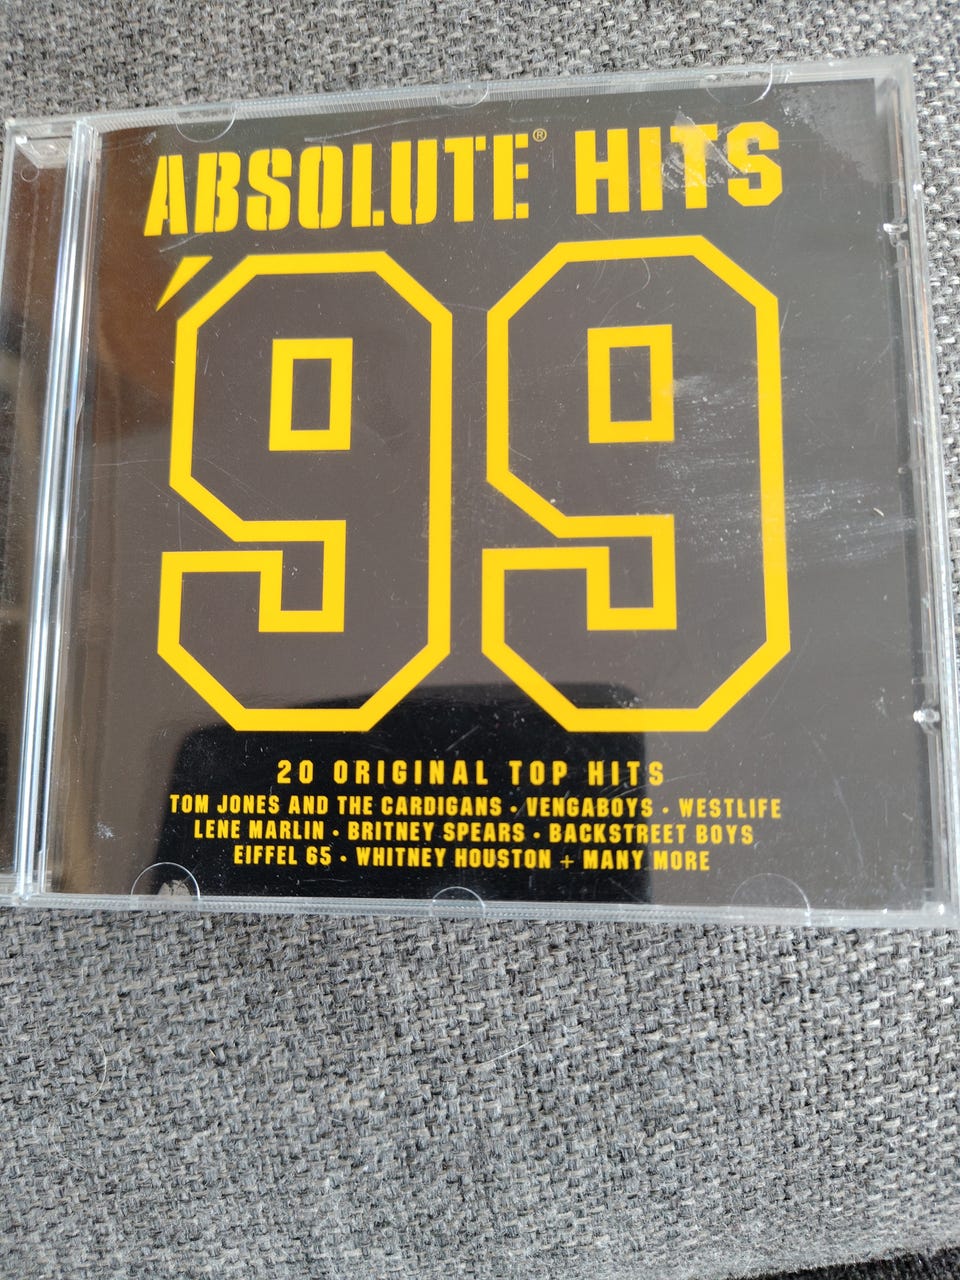 ABSOLUTE® HITS
'99
20 ORIGINAL TOP HITS
TOM JONES AND THE CARDIGANS • VENGABOYS • WESTLIFE
LENE MARLIN • BRITNEY SPEARS • BACKSTREET BOYS
EIFFEL 65 • WHITNEY HOUSTON + MANY MORE